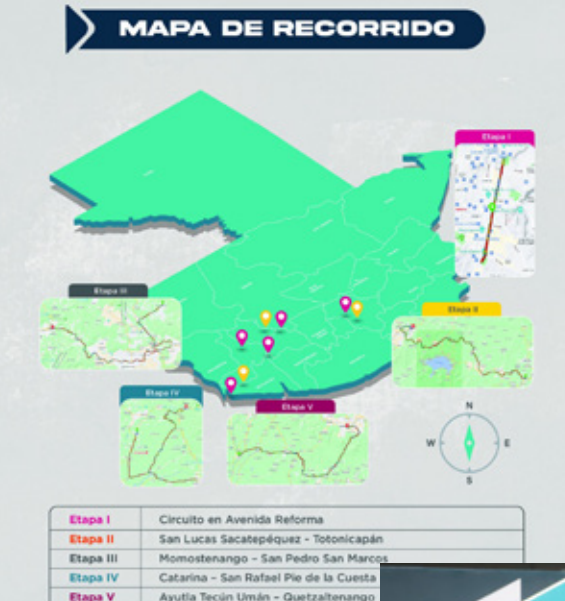 MAPA DE RECORRIDO
Etapa I
Etapa III
Etapa II
Etapa IV
Etapa V
N
W
E
S
Etapa I Circuito en Avenida Reforma
Etapa II San Lucas Sacatepéquez - Totonicapán
Etapa III Momostenango - San Pedro San Marcos
Etapa IV Catarina - San Rafael Pie de la Cuesta
Etapa V Ayutla Tecún Umán - Quetzaltenango